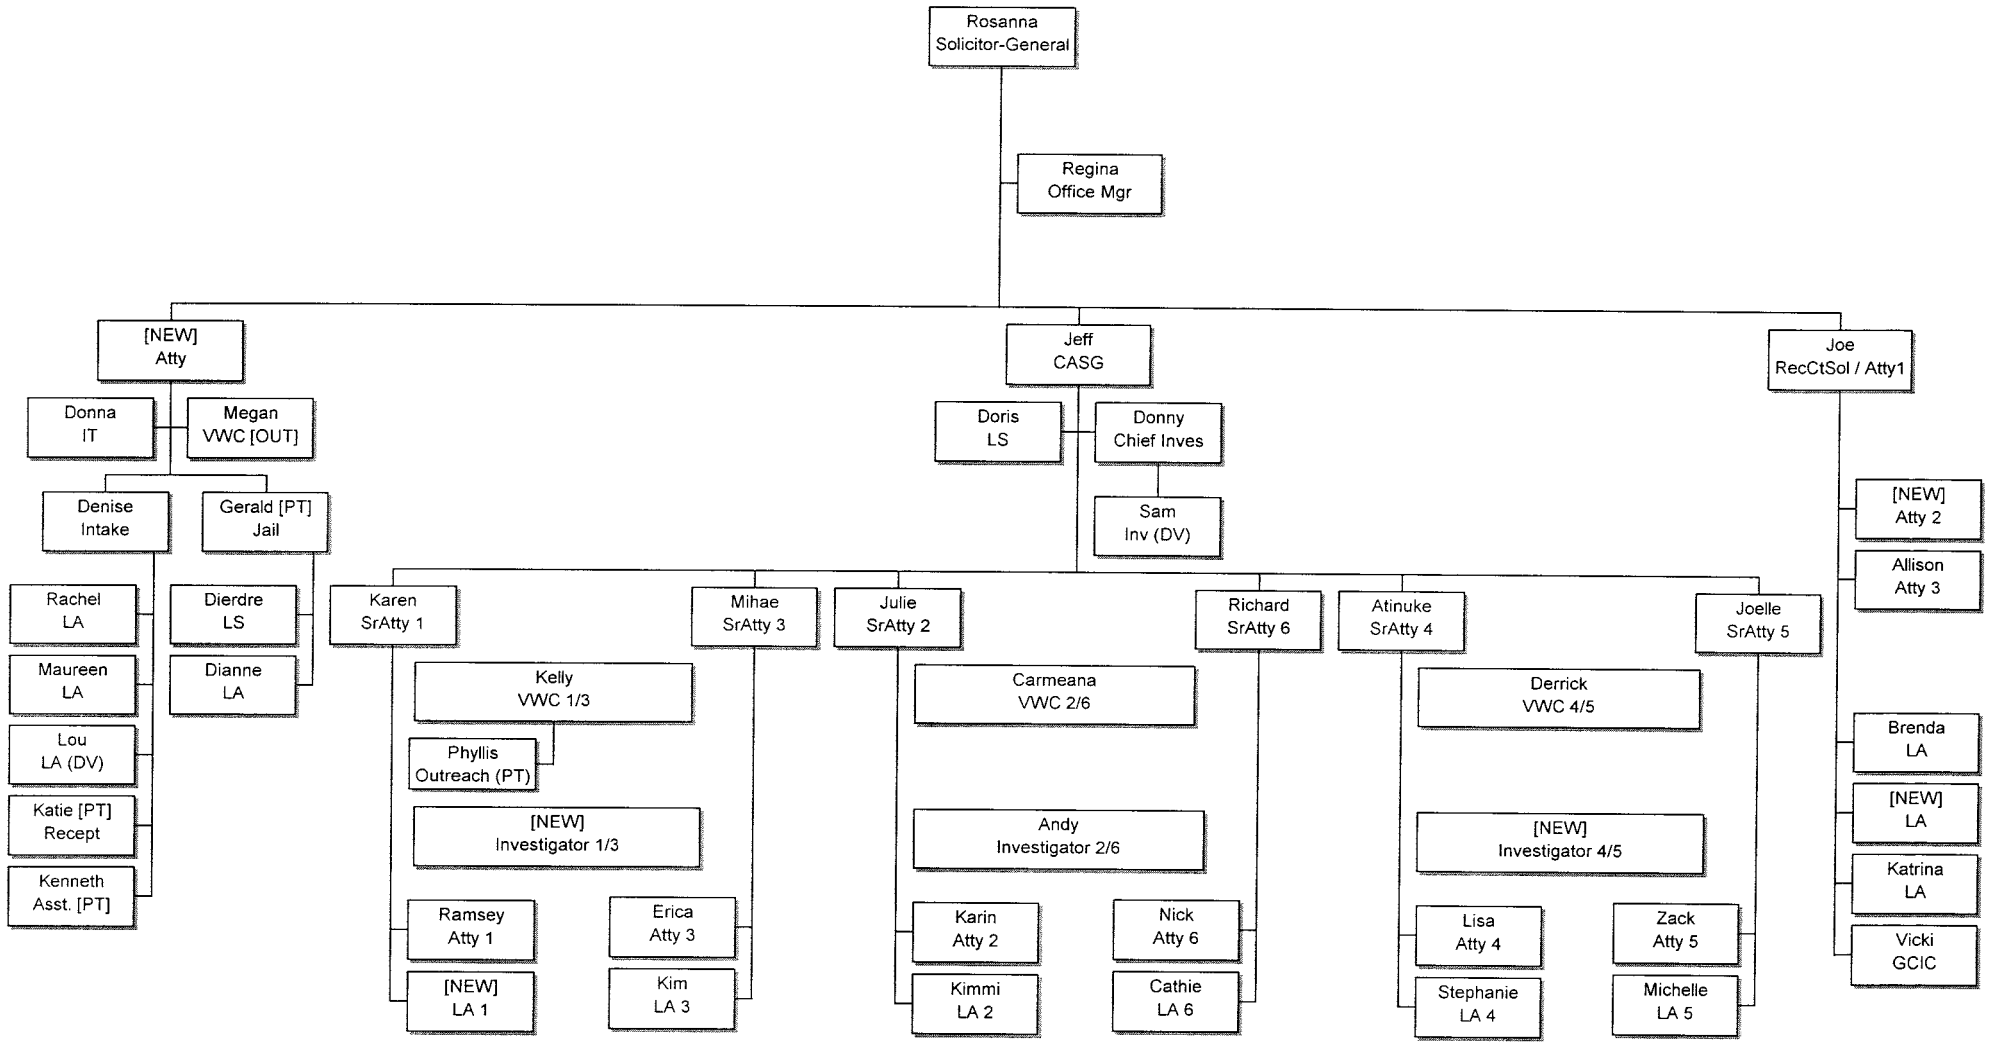 Rosanna
Solicitor-General
Regina
Office Mgr
[NEW]
Atty
Jeff
CASG
Joe
RecCtSol / Atty1
Donna
IT
Megan
VWC [OUT]
Doris
LS
Donny
Chief Inves
Denise
Intake
Gerald [PT]
Jail
Sam
Inv (DV)
[NEW]
Atty 2
Allison
Atty 3
Rachel
LA
Dierdre
LS
Karen
SrAtty 1
Mihae
SrAtty 3
Julie
SrAtty 2
Richard
SrAtty 6
Atinuke
SrAtty 4
Joelle
SrAtty 5
Maureen
LA
Dianne
LA
Kelly
VWC 1/3
Carmeana
VWC 2/6
Derrick
VWC 4/5
Lou
LA (DV)
Phyllis
Outreach (PT)
Brenda
LA
Katie [PT]
Recept
[NEW]
Investigator 1/3
Andy
Investigator 2/6
[NEW]
Investigator 4/5
[NEW]
LA
Kenneth
Asst. [PT]
Katrina
LA
Ramsey
Atty 1
Erica
Atty 3
Karin
Atty 2
Nick
Atty 6
Lisa
Atty 4
Zack
Atty 5
Vicki
GCIC
[NEW]
LA 1
Kim
LA 3
Kimmi
LA 2
Cathie
LA 6
Stephanie
LA 4
Michelle
LA 5